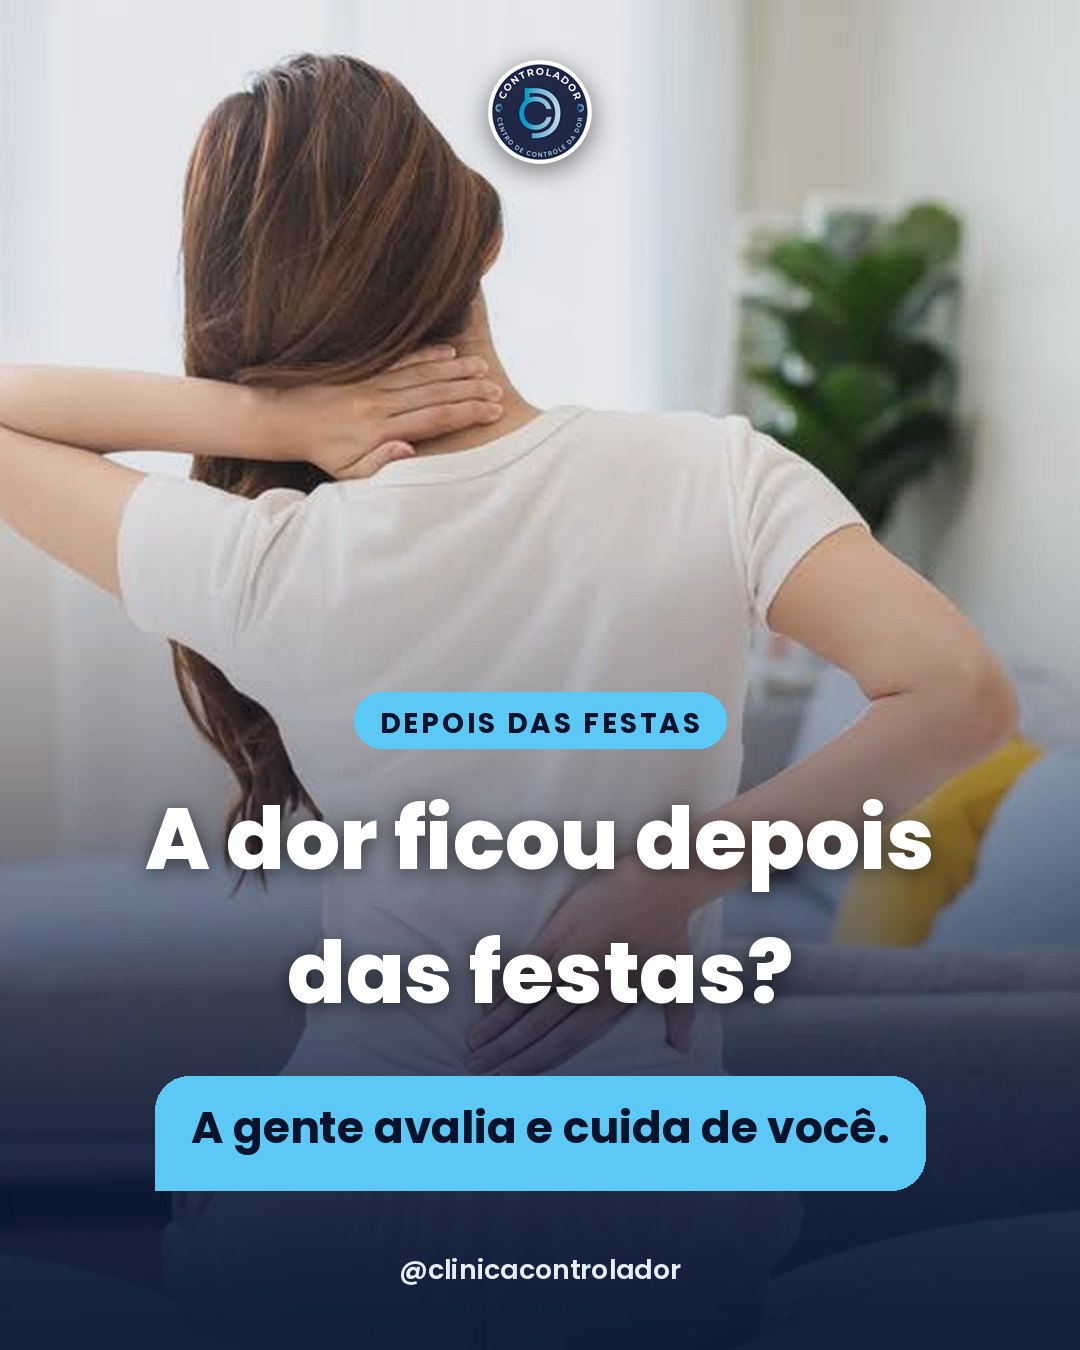 CONTROLADOR
CENTRO DE CONTROLE DA DOR
DEPOIS DAS FESTAS
A dor ficou depois
das festas?
A gente avalia e cuida de você.
@clinicacontrolador